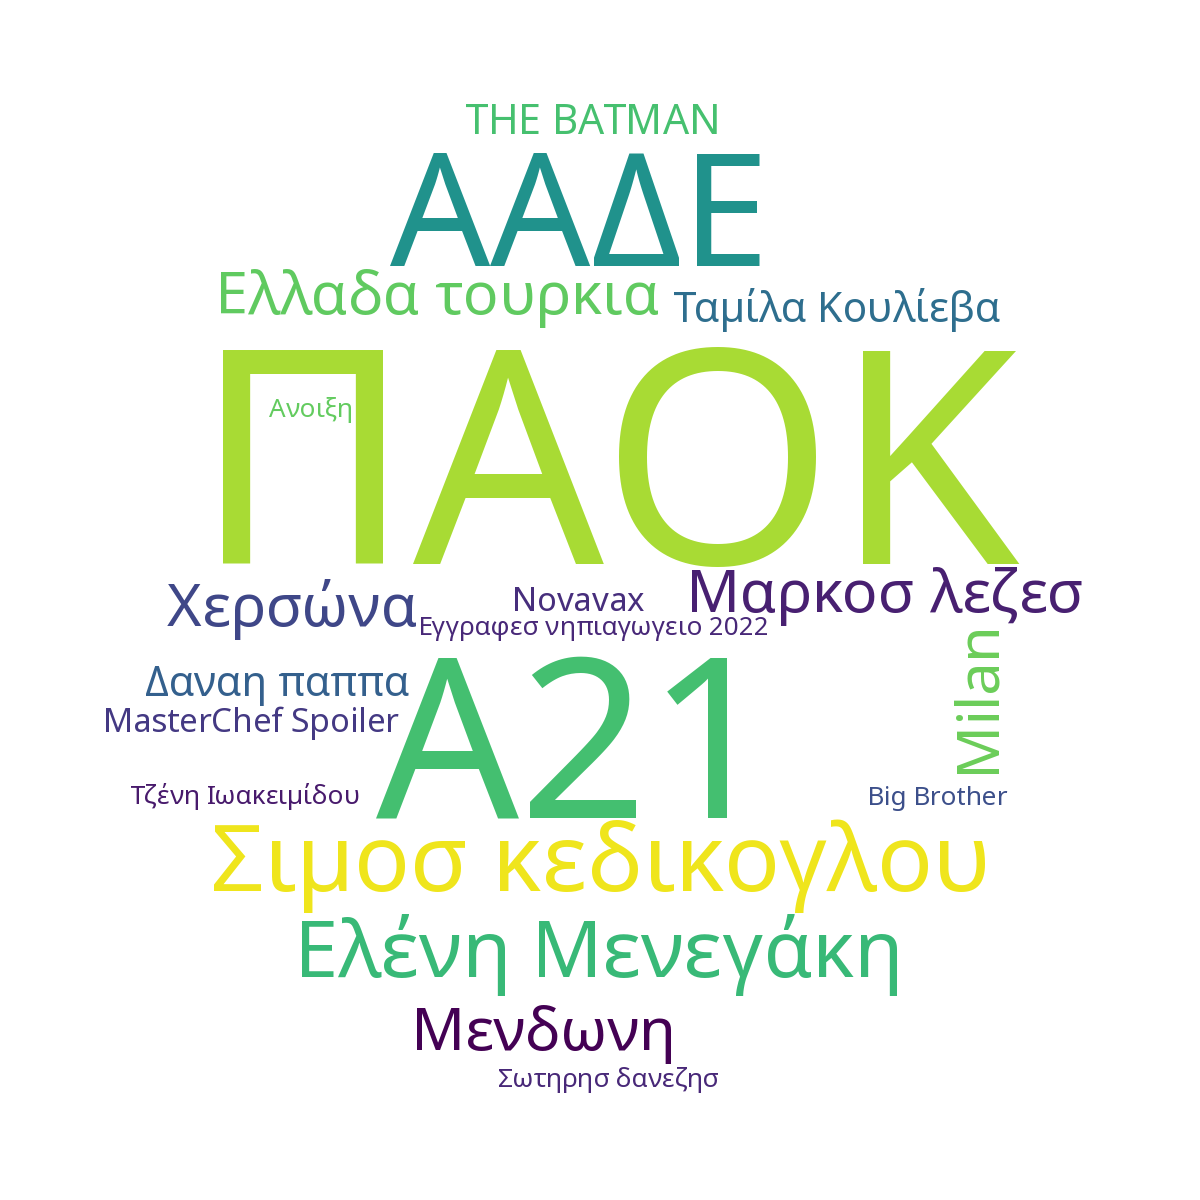 THE BATMAN
ΑΑΔΕ
Ελλαδα τουρκια
Ταμίλα Κουλίεβα
ΠΑΟΚ
Ανοιξη
Χερσώνα
Novavax
Μαρκοσ λεζεσ
Εγγραφεσ νηπιαγωγειο 2022
Δαναη παππα
Α21
Milan
MasterChef Spoiler
Τζένη Ιωακειμίδου
Big Brother
Σιμοσ κεδικογλου
Ελένη Μενεγάκη
Μενδωνη
Σωτηρησ δανεζησ